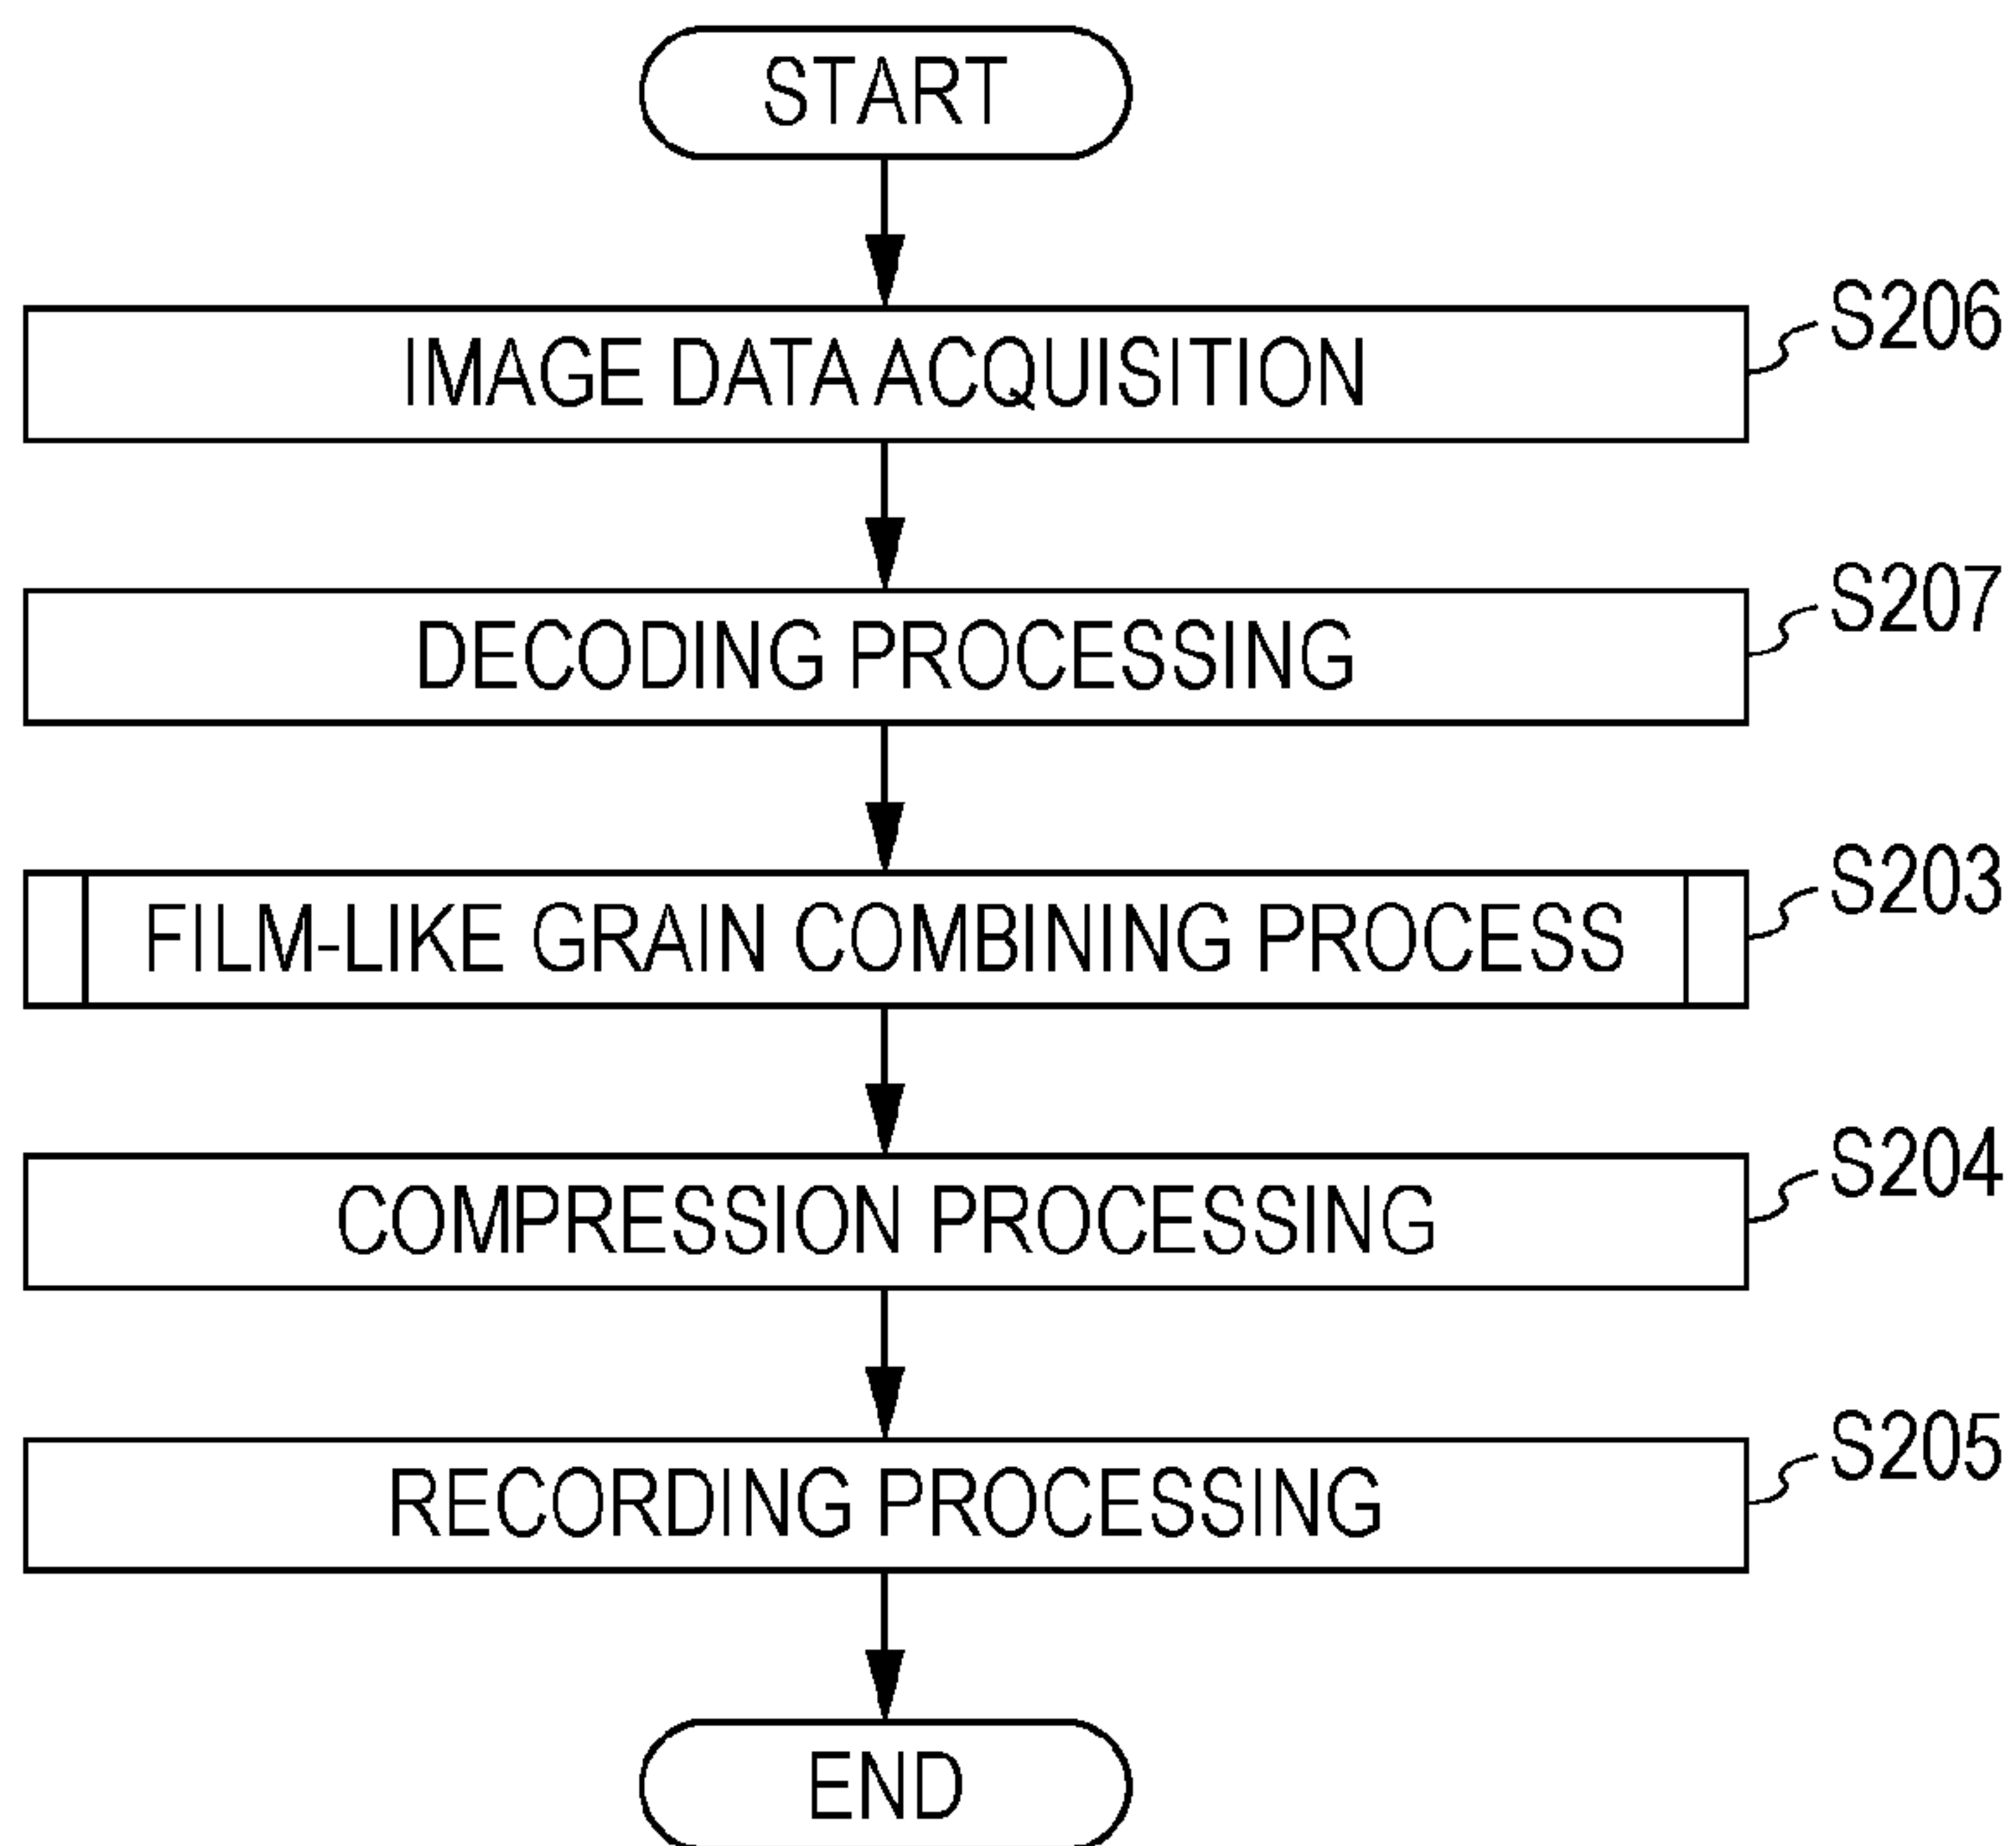 START
IMAGE DATA ACQUISITION
S206
DECODING PROCESSING
S207
FILM-LIKE GRAIN COMBINING PROCESS
S203
COMPRESSION PROCESSING
S204
RECORDING PROCESSING
S205
END